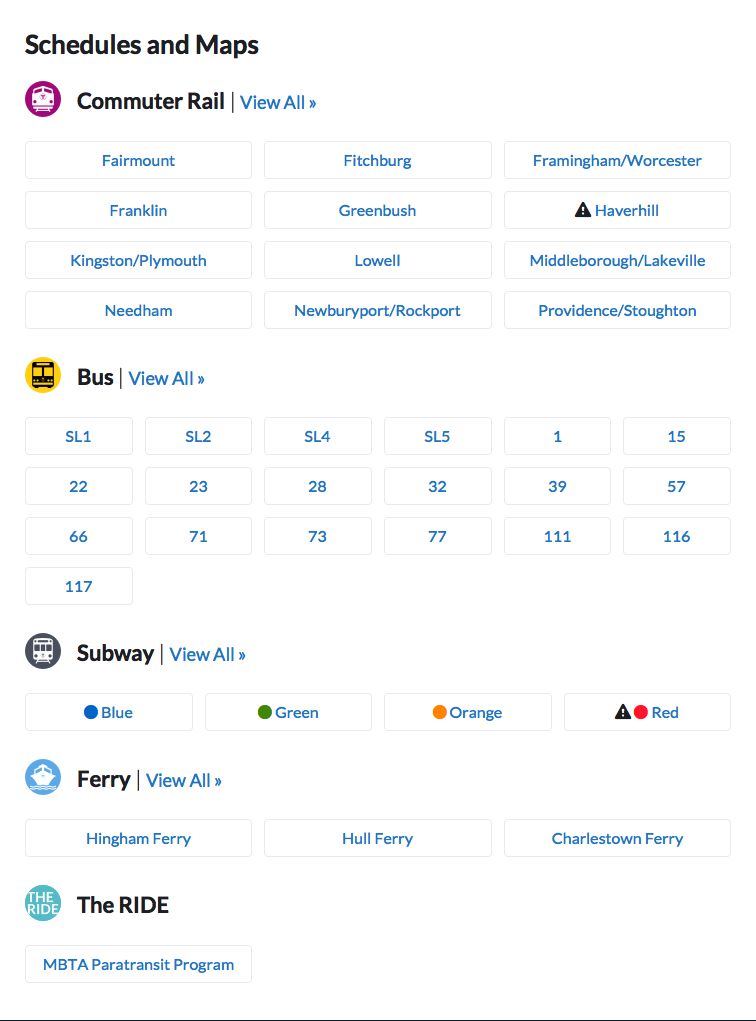 Schedules and Maps
Commuter Rail | View All »
Fairmount Fitchburg Framingham/Worcester
Franklin Greenbush Haverhill
Kingston/Plymouth Lowell Middleborough/Lakeville
Needham Newburyport/Rockport Providence/Stoughton
Bus | View All »
SL1 SL2 SL4 SL5 1 15
22 23 28 32 39 57
66 71 73 77 111 116
117
Subway | View All »
Blue Green Orange Red
Ferry | View All »
Hingham Ferry Hull Ferry Charlestown Ferry
THE
RIDE
The RIDE
MBTA Paratransit Program